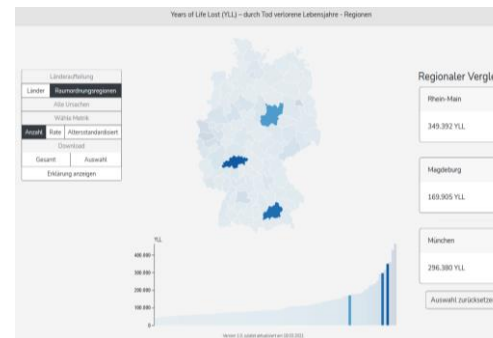 Years of Life Lost (YLL) – durch Tod verlorene Lebensjahre - Regionen
Länderaufteilung
Länder Raumordnungsregionen
Alle Ursachen
Wähle Metrik
Anzahl Rate Altersstandardisiert
Download
Gesamt Auswahl
Erklärung anzeigen
Regionaler Vergle
Rhein-Main
349.392 YLL
Magdeburg
169.905 YLL
München
296.380 YLL
Auswahl zurücksetze
YLL
400.000
300.000
200.000
100.000
0